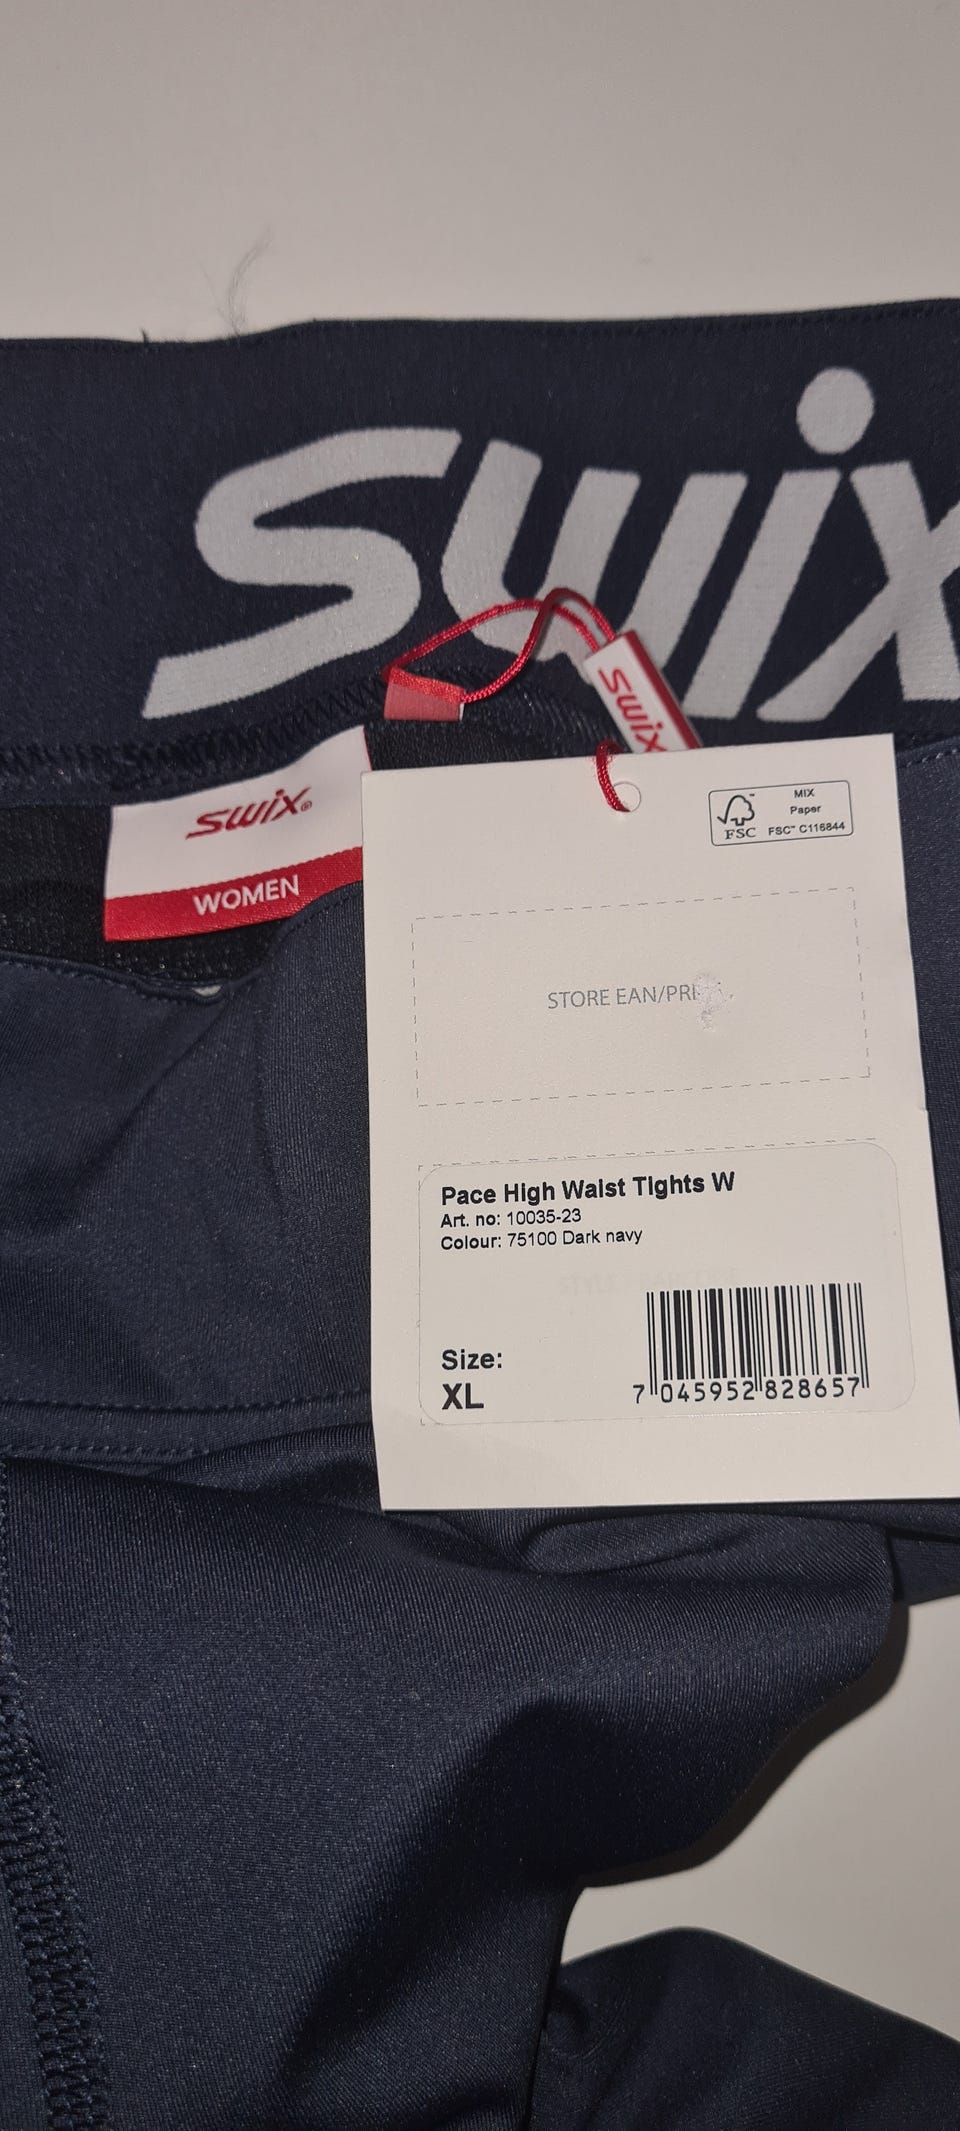 swix
swix
swix®
WOMEN
FSC™
MIX
Paper
FSC™ C116844
STORE EAN/PRI
Pace High Waist Tights W
Art. no: 10035-23
Colour: 75100 Dark navy
Size:
XL
7 045952 828657